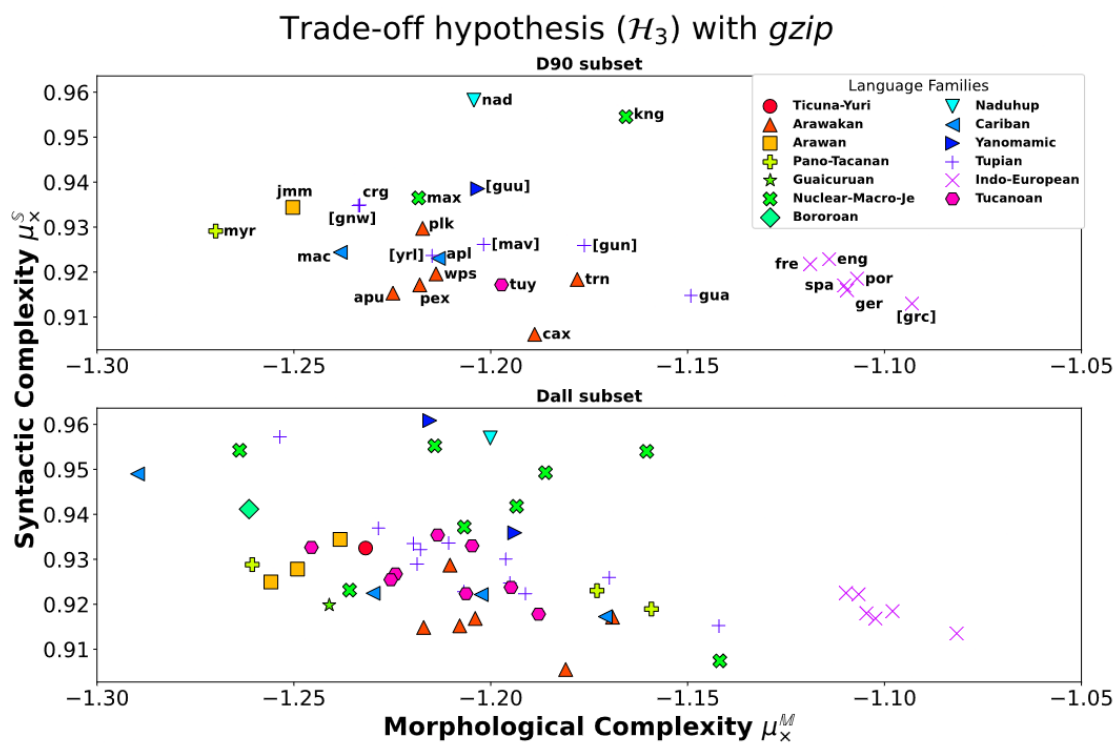 Trade-off hypothesis (ℋ₃) with gzip
D90 subset
0.96
0.95
0.94
0.93
0.92
0.91
nad
kng
jmm
crg
[gnw]
max
[guu]
myr
plk
mac
[yrl]
apl
[mav]
[gun]
wps
apu
pex
tuy
trn
gua
cax
fre
eng
spa
por
ger
[grc]
Language Families
Ticuna-Yuri
Arawakan
Arawan
Pano-Tacanan
Guaicuruan
Nuclear-Macro-Je
Bororoan
Naduhup
Cariban
Yanomamic
Tupian
Indo-European
Tucanoan
−1.30 −1.25 −1.20 −1.15 −1.10 −1.05
Syntactic Complexity μ×𝕊
Dall subset
0.96
0.95
0.94
0.93
0.92
0.91
−1.30 −1.25 −1.20 −1.15 −1.10 −1.05
Morphological Complexity μ×𝕄